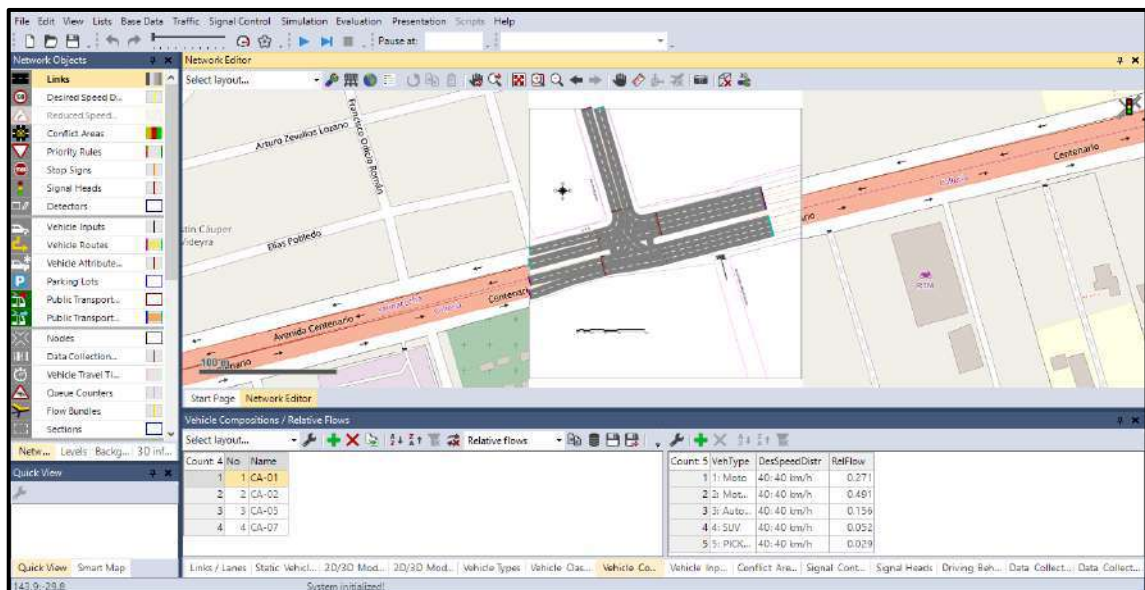 File Edit View Lists Base Data Traffic Signal Control Simulation Evaluation Presentation Scripts Help
Pause at:
Network Objects
Network Editor
Links
Select layout...
Desired Speed D...
Reduced Speed...
Conflict Areas
Priority Rules
Stop Signs
Signal Heads
Detectors
Vehicle Inputs
Vehicle Routes
Vehicle Attribute...
Parking Lots
Public Transport...
Public Transport...
Nodes
Data Collection...
Vehicle Travel Ti...
Queue Counters
Flow Bundles
Sections
Netw... Levels Backg... 3D inf...
Arturo Zevallos Lozano
Centenario
Elías Pobledo
Avenida Centenario
Centenario
100 m
Start Page Network Editor
Vehicle Compositions / Relative Flows
Select layout... Relative flows
Count: 4 No Name
1 1 CA-01
2 2 CA-02
3 3 CA-05
4 4 CA-07
Count: 5 VehType DesSpeedDistr RelFlow
1 1: Moto 40: 40 km/h 0.271
2 2: Mot... 40: 40 km/h 0.491
3 3: Auto... 40: 40 km/h 0.156
4 4: SUV 40: 40 km/h 0.052
5 5: PICK... 40: 40 km/h 0.029
Quick View
Quick View Smart Map
Links / Lanes Static Vehicl... 2D/3D Mod... 2D/3D Mod... Vehicle Types Vehicle Clas... Vehicle Co... Vehicle Inp... Conflict Are... Signal Cont... Signal Heads Driving Beh... Data Collect... Data Collect...
143.9:-29.8
System initialized!